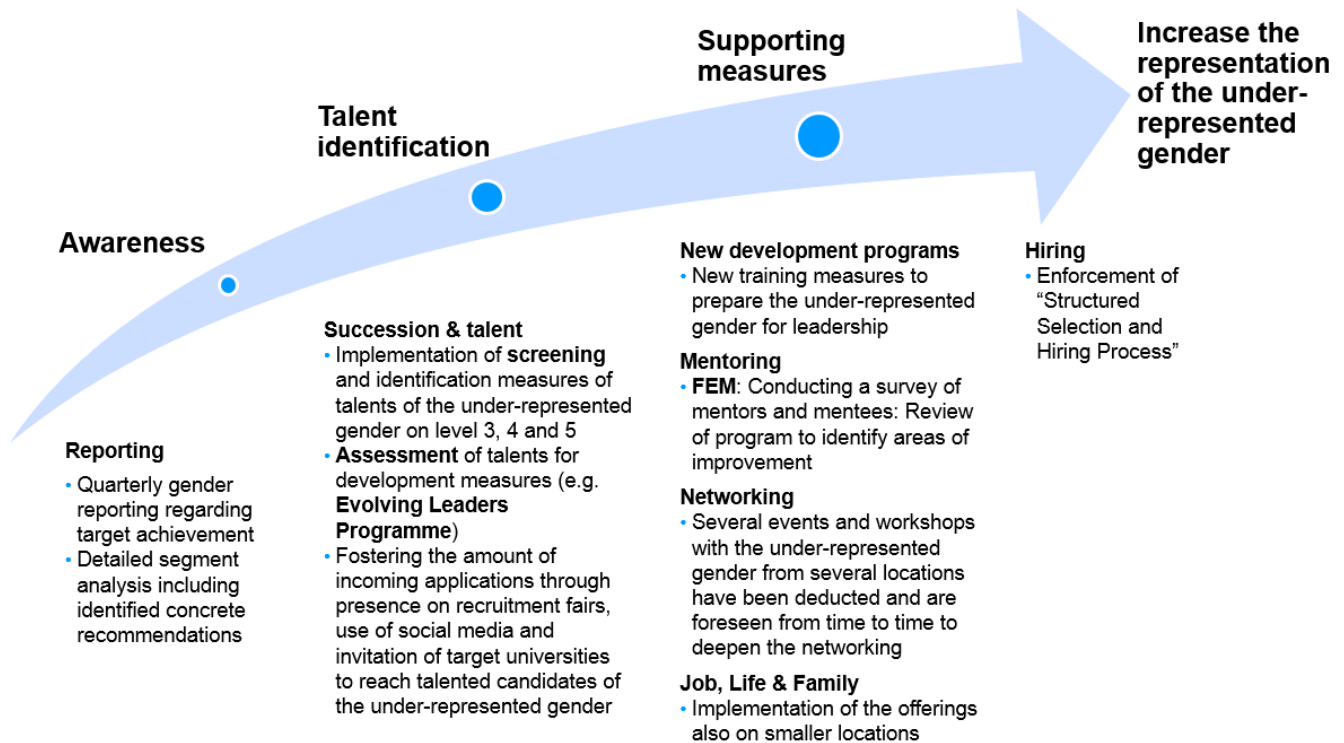 Awareness
Reporting
• Quarterly gender
reporting regarding
target achievement
• Detailed segment
analysis including
identified concrete
recommendations
Talent
identification
Succession & talent
• Implementation of screening
and identification measures of
talents of the under-represented
gender on level 3, 4 and 5
• Assessment of talents for
development measures (e.g.
Evolving Leaders
Programme)
• Fostering the amount of
incoming applications through
presence on recruitment fairs,
use of social media and
invitation of target universities
to reach talented candidates of
the under-represented gender
Supporting
measures
New development programs
• New training measures to
prepare the under-represented
gender for leadership
Mentoring
• FEM: Conducting a survey of
mentors and mentees: Review
of program to identify areas of
improvement
Networking
• Several events and workshops
with the under-represented
gender from several locations
have been deducted and are
foreseen from time to time to
deepen the networking
Job, Life & Family
• Implementation of the offerings
also on smaller locations
Increase the
representation
of the under-
represented
gender
Hiring
• Enforcement of
“Structured
Selection and
Hiring Process”